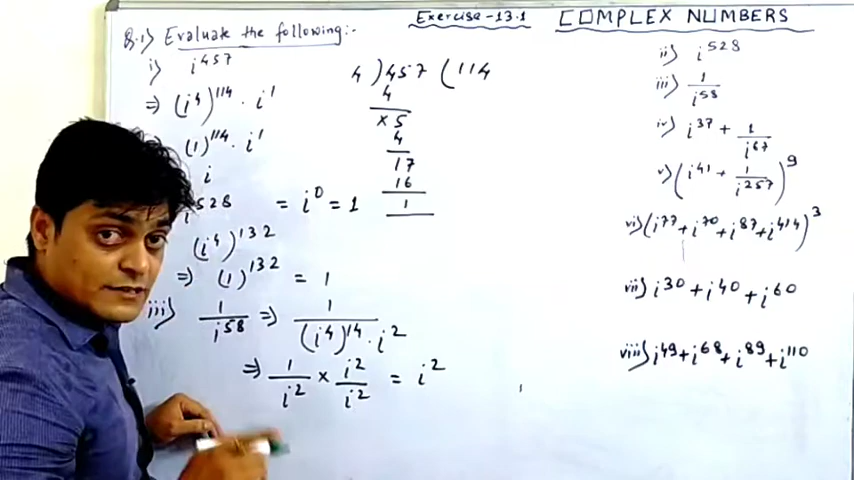 Exercise-13.1 COMPLEX NUMBERS
Q.1) Evaluate the following:-
i) i^457
⇒ (i^4)^114 . i^1
(1)^114 . i^1
i
i^528 = i^0 = 1
(i^4)^132
⇒ (1)^132 = 1
iii) 1/i^58 ⇒ 1/((i^4)^14 . i^2)
⇒ 1/i^2 × i^2/i^2 = i^2
4 ) 457 ( 114
4
×5
4
17
16
1
ii) i^528
iii) 1/i^58
iv) i^37 + 1/i^67
v) (i^41 + 1/i^257)^9
vi) (i^77 + i^70 + i^87 + i^414)^3
vii) i^30 + i^40 + i^60
viii) i^49 + i^68 + i^89 + i^110